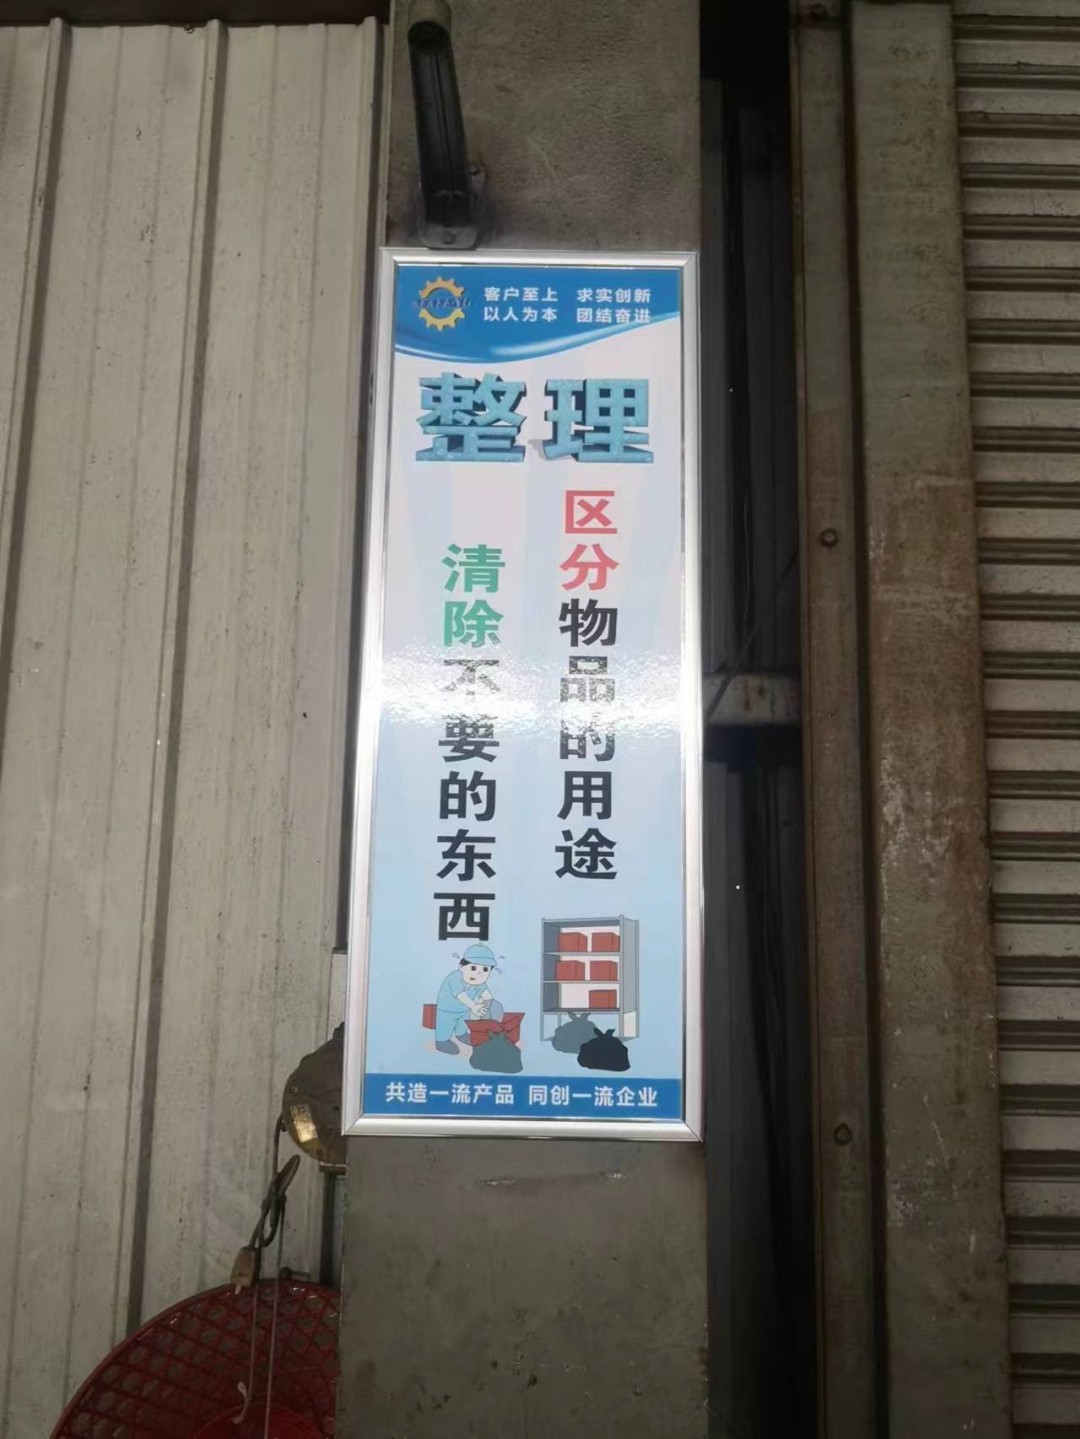 客户至上 求实创新
以人为本 团结奋进
整理
区分物品的用途
清除不要的东西
共造一流产品 同创一流企业